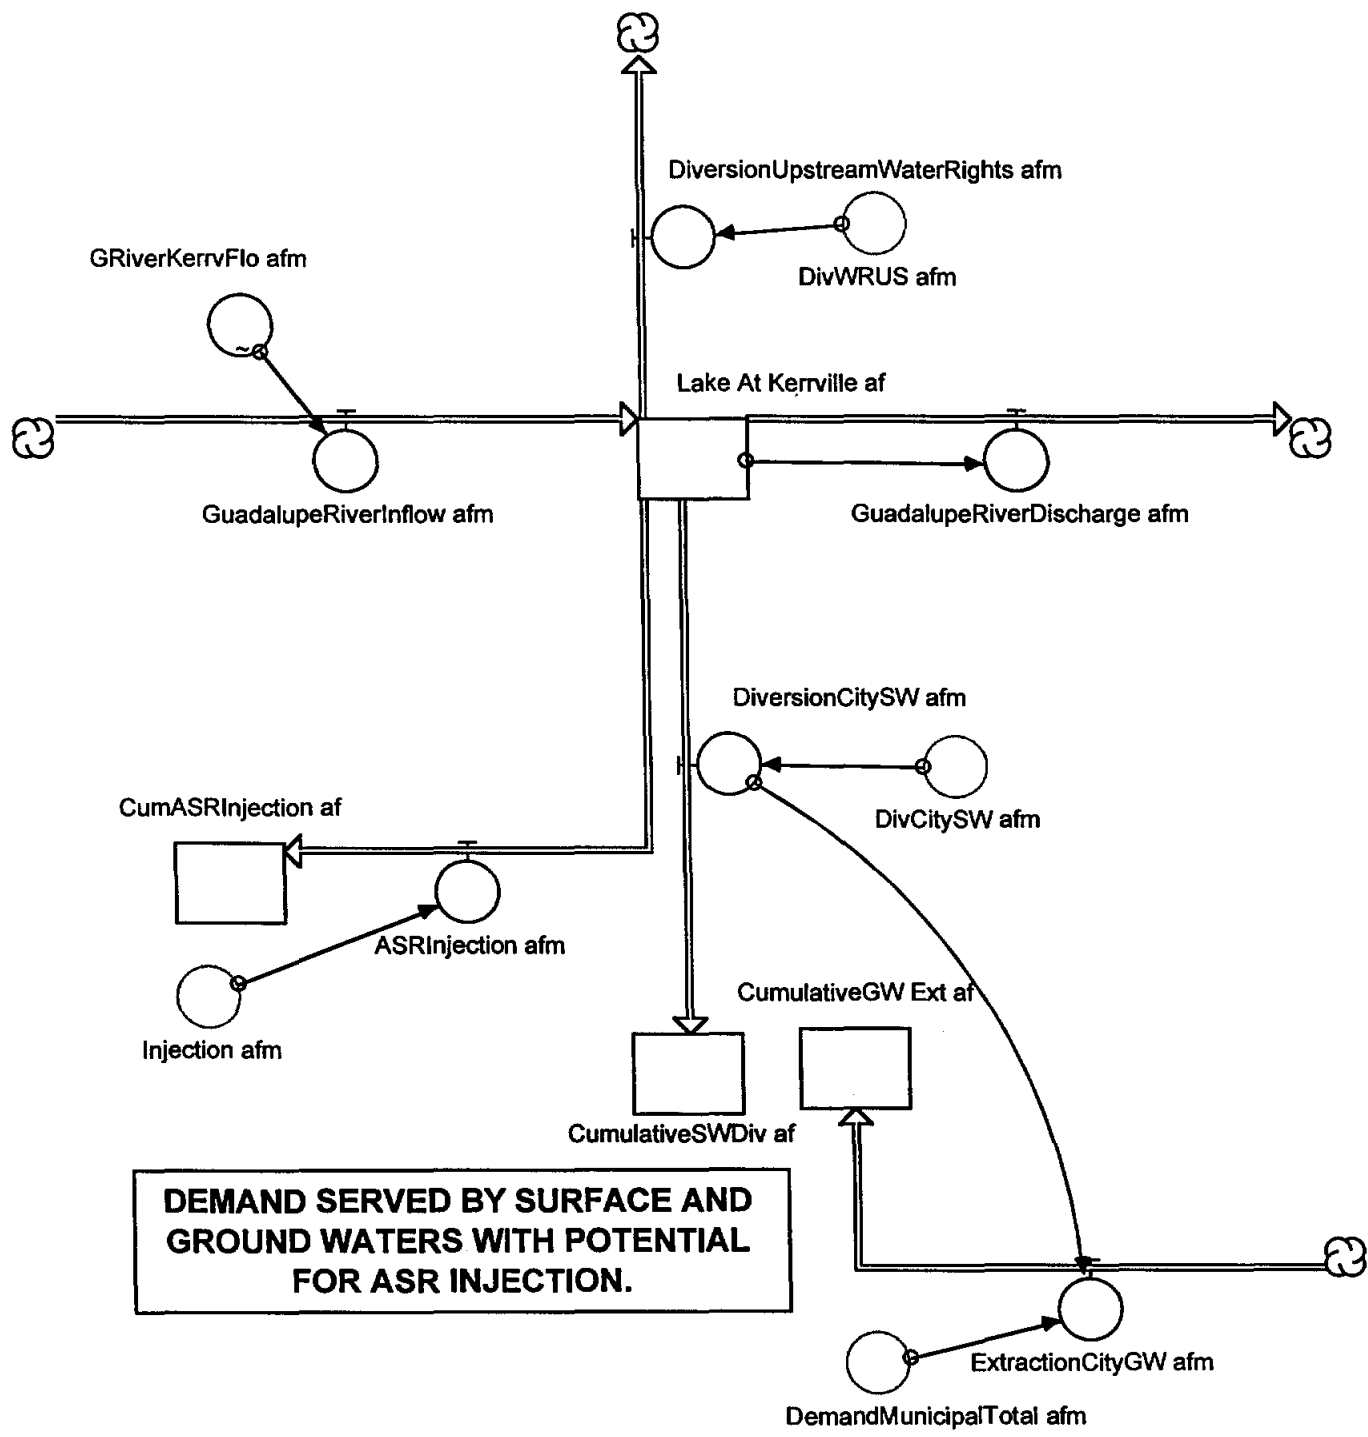 DiversionUpstreamWaterRights afm
DivWRUS afm
GRiverKerrvFlo afm
~
Lake At Kerrville af
GuadalupeRiverInflow afm
GuadalupeRiverDischarge afm
DiversionCitySW afm
DivCitySW afm
CumASRInjection af
ASRInjection afm
Injection afm
CumulativeGW Ext af
CumulativeSWDiv af
DEMAND SERVED BY SURFACE AND
GROUND WATERS WITH POTENTIAL
FOR ASR INJECTION.
ExtractionCityGW afm
DemandMunicipalTotal afm